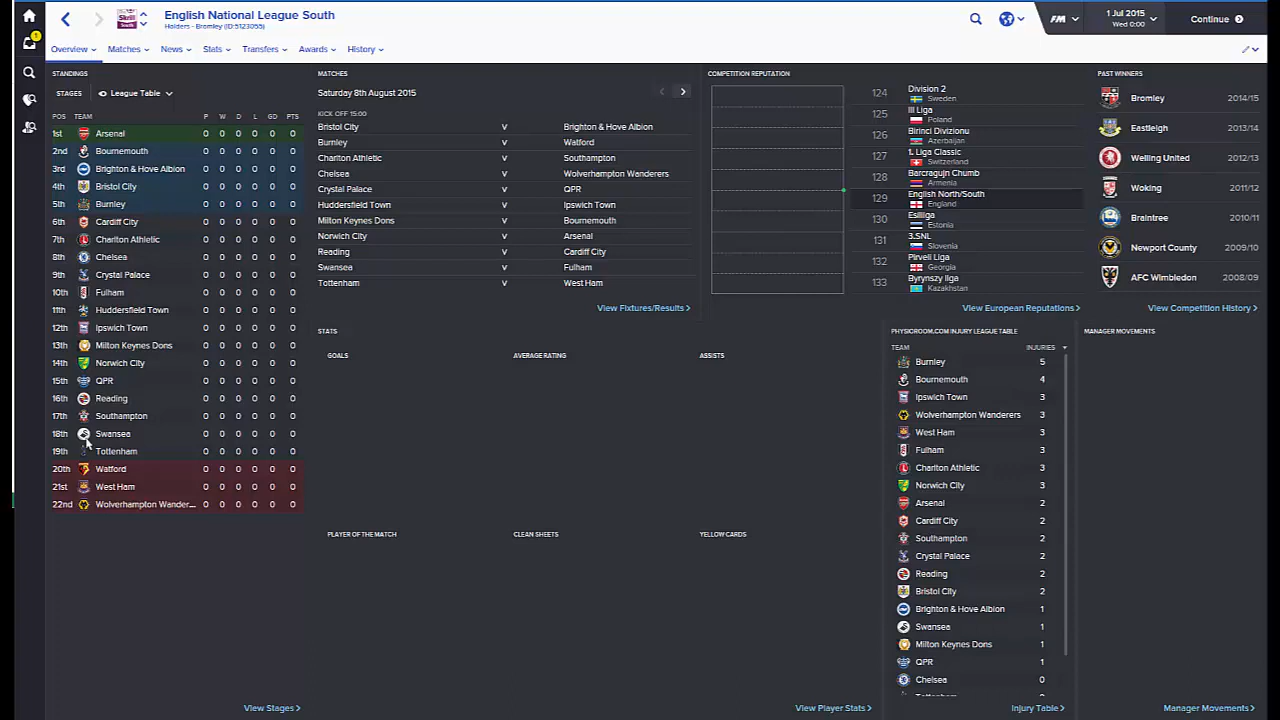 English National League South
Holders - Bromley (ID:5123055)
1 Jul 2015
Wed 0:00
FM
Continue
1
Skrill
South
Overview
Matches
News
Stats
Transfers
Awards
History
STANDINGS
STAGES
League Table
POS TEAM P W D L GD PTS
1st Arsenal 0 0 0 0 0 0
2nd Bournemouth 0 0 0 0 0 0
3rd Brighton & Hove Albion 0 0 0 0 0 0
4th Bristol City 0 0 0 0 0 0
5th Burnley 0 0 0 0 0 0
6th Cardiff City 0 0 0 0 0 0
7th Charlton Athletic 0 0 0 0 0 0
8th Chelsea 0 0 0 0 0 0
9th Crystal Palace 0 0 0 0 0 0
10th Fulham 0 0 0 0 0 0
11th Huddersfield Town 0 0 0 0 0 0
12th Ipswich Town 0 0 0 0 0 0
13th Milton Keynes Dons 0 0 0 0 0 0
14th Norwich City 0 0 0 0 0 0
15th QPR 0 0 0 0 0 0
16th Reading 0 0 0 0 0 0
17th Southampton 0 0 0 0 0 0
18th Swansea 0 0 0 0 0 0
19th Tottenham 0 0 0 0 0 0
20th Watford 0 0 0 0 0 0
21st West Ham 0 0 0 0 0 0
22nd Wolverhampton Wander... 0 0 0 0 0 0
View Stages >
MATCHES
Saturday 8th August 2015
KICK OFF 15:00
Bristol City v Brighton & Hove Albion
Burnley v Watford
Charlton Athletic v Southampton
Chelsea v Wolverhampton Wanderers
Crystal Palace v QPR
Huddersfield Town v Ipswich Town
Milton Keynes Dons v Bournemouth
Norwich City v Arsenal
Reading v Cardiff City
Swansea v Fulham
Tottenham v West Ham
View Fixtures/Results >
COMPETITION REPUTATION
124 Division 2
Sweden
125 III Liga
Poland
126 Birinci Divizionu
Azerbaijan
127 1. Liga Classic
Switzerland
128 Barcragujn Chumb
Armenia
129 English North/South
England
130 Esiliiga
Estonia
131 3.SNL
Slovenia
132 Pirveli Liga
Georgia
133 Byrynszy liga
Kazakhstan
View European Reputations >
PAST WINNERS
Bromley 2014/15
Eastleigh 2013/14
Welling United 2012/13
Woking 2011/12
Braintree 2010/11
Newport County 2009/10
AFC Wimbledon 2008/09
View Competition History >
STATS
GOALS
AVERAGE RATING
ASSISTS
PLAYER OF THE MATCH
CLEAN SHEETS
YELLOW CARDS
View Player Stats >
PHYSIOROOM.COM INJURY LEAGUE TABLE
TEAM INJURIES
Burnley 5
Bournemouth 4
Ipswich Town 3
Wolverhampton Wanderers 3
West Ham 3
Fulham 3
Charlton Athletic 3
Norwich City 3
Arsenal 2
Cardiff City 2
Southampton 2
Crystal Palace 2
Reading 2
Bristol City 2
Brighton & Hove Albion 1
Swansea 1
Milton Keynes Dons 1
QPR 1
Chelsea 0
Injury Table >
MANAGER MOVEMENTS
Manager Movements >